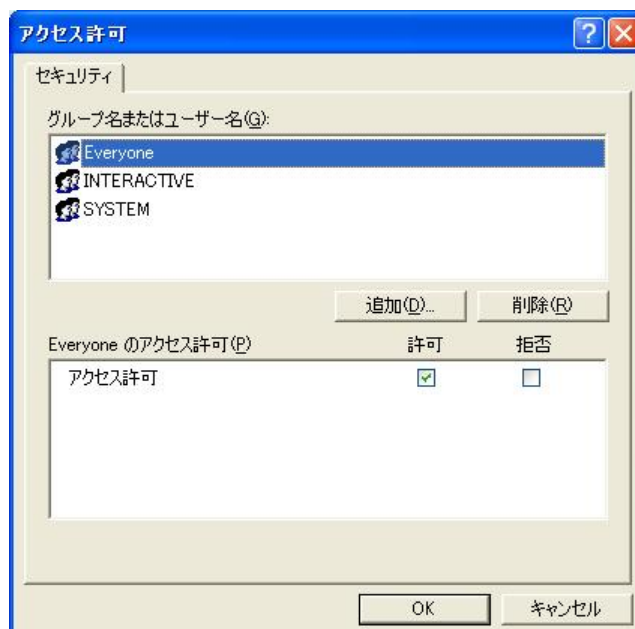 アクセス許可
セキュリティ
グループ名またはユーザー名(G):
Everyone
INTERACTIVE
SYSTEM
追加(D)... 削除(R)
Everyone のアクセス許可(P) 許可 拒否
アクセス許可
OK キャンセル